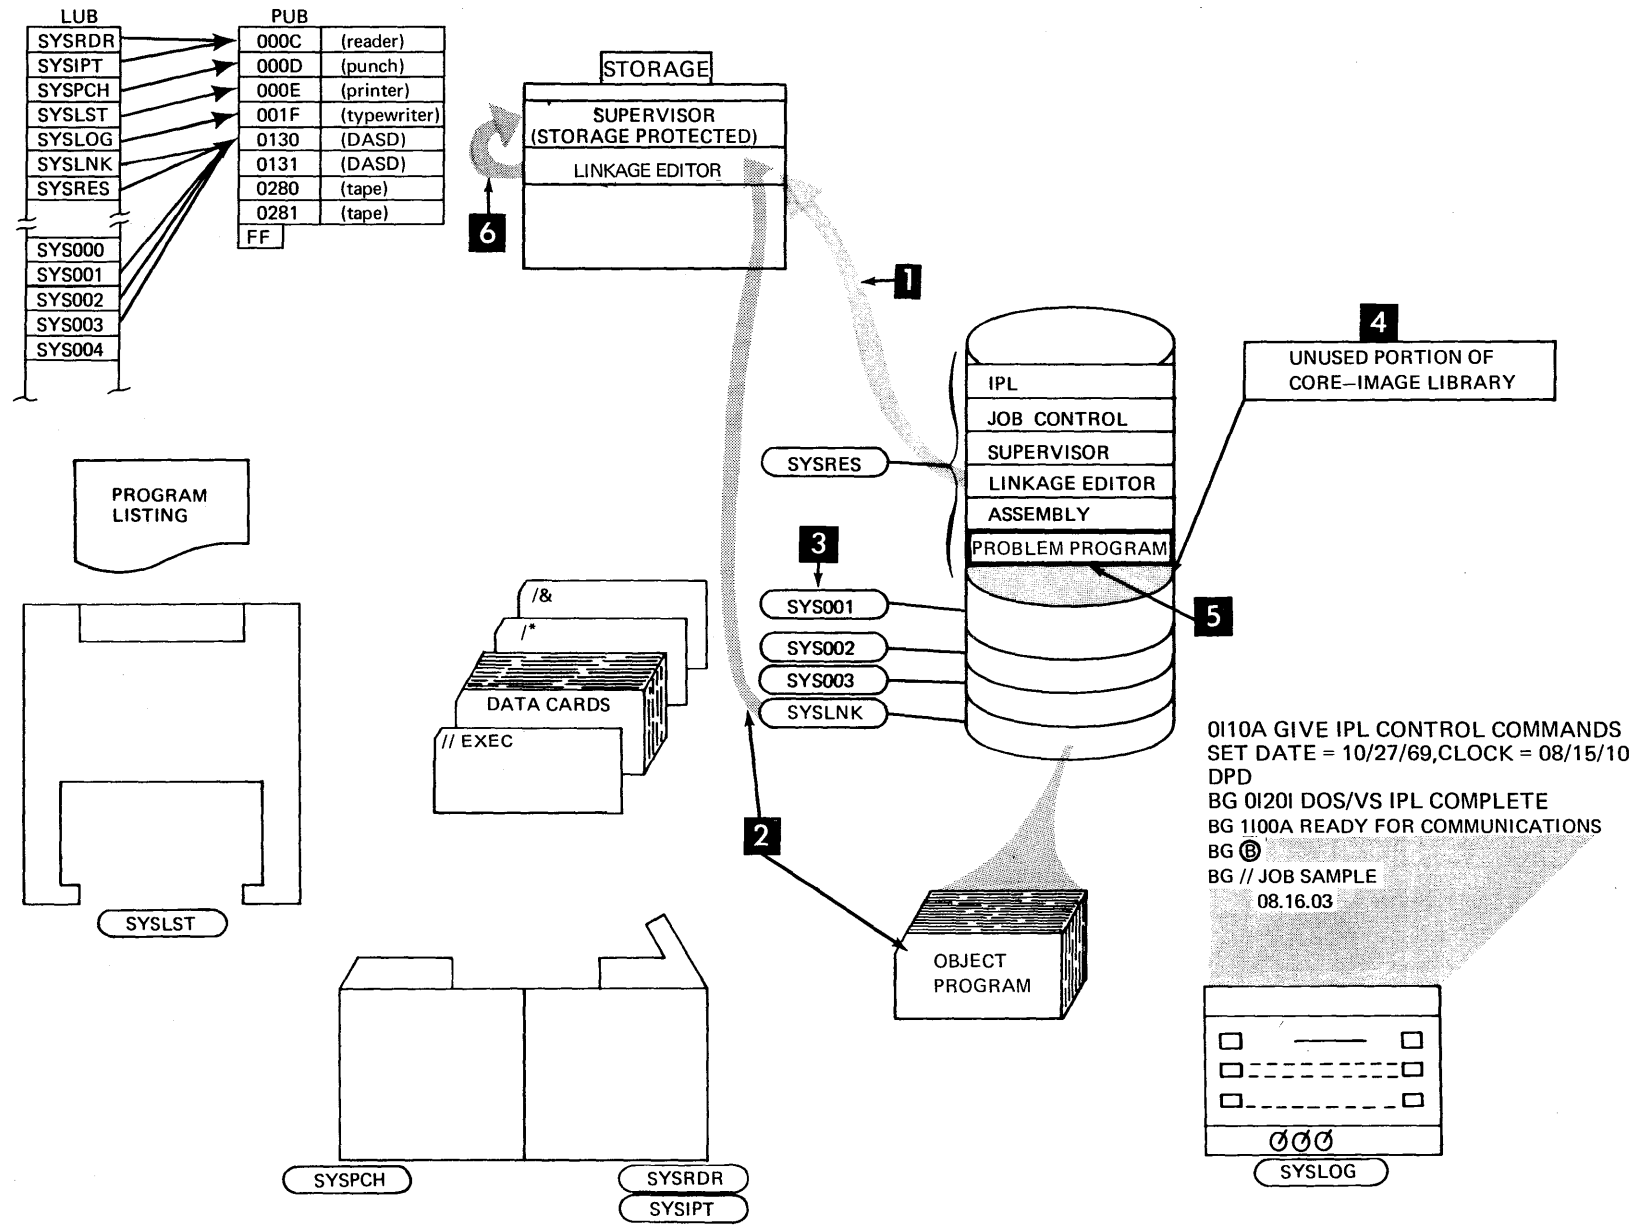 LUB
SYSRDR
SYSIPT
SYSPCH
SYSLST
SYSLOG
SYSLNK
SYSRES
SYS000
SYS001
SYS002
SYS003
SYS004
PUB
000C (reader)
000D (punch)
000E (printer)
001F (typewriter)
0130 (DASD)
0131 (DASD)
0280 (tape)
0281 (tape)
FF
STORAGE
SUPERVISOR
(STORAGE PROTECTED)
LINKAGE EDITOR
6
1
4
UNUSED PORTION OF
CORE-IMAGE LIBRARY
IPL
JOB CONTROL
SUPERVISOR
LINKAGE EDITOR
ASSEMBLY
PROBLEM PROGRAM
SYSRES
3
SYS001
SYS002
SYS003
SYSLNK
5
PROGRAM
LISTING
/&
/*
DATA CARDS
// EXEC
2
OBJECT
PROGRAM
0I10A GIVE IPL CONTROL COMMANDS
SET DATE = 10/27/69,CLOCK = 08/15/10
DPD
BG 0I20I DOS/VS IPL COMPLETE
BG 1I00A READY FOR COMMUNICATIONS
BG Ⓑ
BG // JOB SAMPLE
08.16.03
SYSLST
SYSPCH
SYSRDR
SYSIPT
SYSLOG